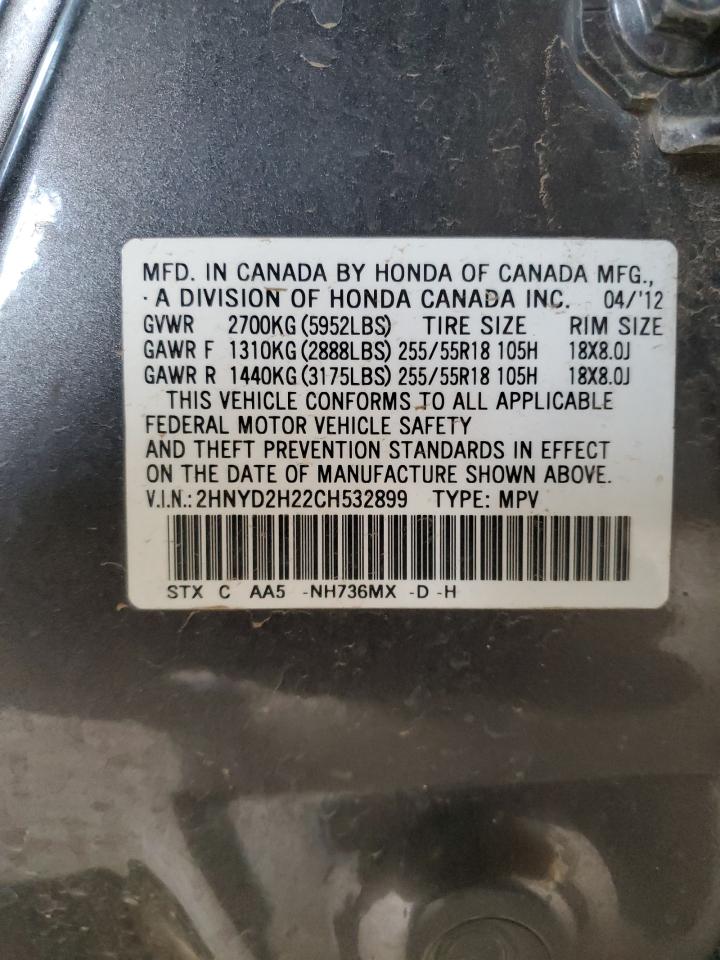 MFD. IN CANADA BY HONDA OF CANADA MFG.,
· A DIVISION OF HONDA CANADA INC. 04/'12
GVWR 2700KG (5952LBS) TIRE SIZE RIM SIZE
GAWR F 1310KG (2888LBS) 255/55R18 105H 18X8.0J
GAWR R 1440KG (3175LBS) 255/55R18 105H 18X8.0J
THIS VEHICLE CONFORMS TO ALL APPLICABLE
FEDERAL MOTOR VEHICLE SAFETY
AND THEFT PREVENTION STANDARDS IN EFFECT
ON THE DATE OF MANUFACTURE SHOWN ABOVE.
V.I.N.: 2HNYD2H22CH532899 TYPE: MPV
STX C AA5 -NH736MX -D -H